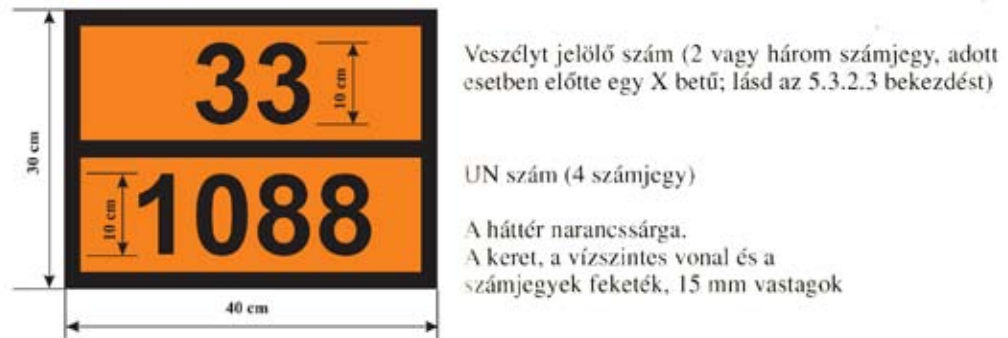 33
10 cm
Veszélyt jelölő szám (2 vagy három számjegy, adott
esetben előtte egy X betű; lásd az 5.3.2.3 bekezdést)
30 cm
1088
10 cm
UN szám (4 számjegy)
A háttér narancssárga.
A keret, a vízszintes vonal és a
számjegyek feketék, 15 mm vastagok
40 cm